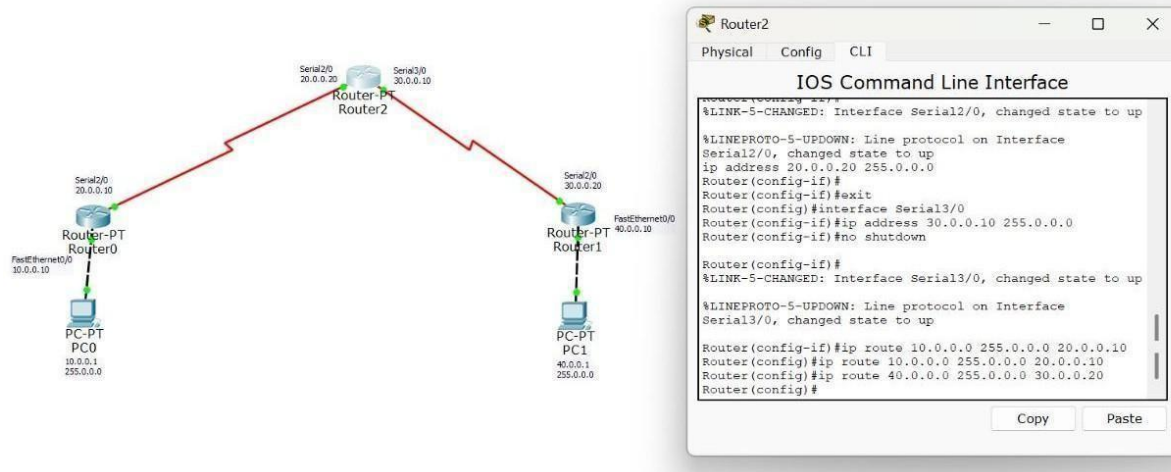 Serial2/0
20.0.0.20
Serial3/0
30.0.0.10
Router-PT
Router2
Serial2/0
20.0.0.10
Router-PT
Router0
FastEthernet0/0
10.0.0.10
PC-PT
PC0
10.0.0.1
255.0.0.0
Serial2/0
30.0.0.20
FastEthernet0/0
40.0.0.10
Router-PT
Router1
PC-PT
PC1
40.0.0.1
255.0.0.0
Router2
Physical Config CLI
IOS Command Line Interface
Router(config-if)#
%LINK-5-CHANGED: Interface Serial2/0, changed state to up
%LINEPROTO-5-UPDOWN: Line protocol on Interface
Serial2/0, changed state to up
ip address 20.0.0.20 255.0.0.0
Router(config-if)#
Router(config-if)#exit
Router(config)#interface Serial3/0
Router(config-if)#ip address 30.0.0.10 255.0.0.0
Router(config-if)#no shutdown
Router(config-if)#
%LINK-5-CHANGED: Interface Serial3/0, changed state to up
%LINEPROTO-5-UPDOWN: Line protocol on Interface
Serial3/0, changed state to up
Router(config-if)#ip route 10.0.0.0 255.0.0.0 20.0.0.10
Router(config)#ip route 10.0.0.0 255.0.0.0 20.0.0.10
Router(config)#ip route 40.0.0.0 255.0.0.0 30.0.0.20
Router(config)#
Copy Paste